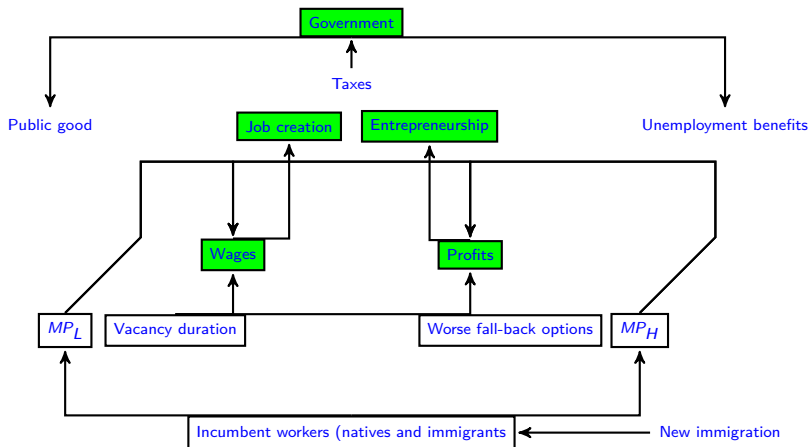 Government
Taxes
Public good
Job creation
Entrepreneurship
Unemployment benefits
Wages
Profits
MP_L
Vacancy duration
Worse fall-back options
MP_H
Incumbent workers (natives and immigrants
New immigration